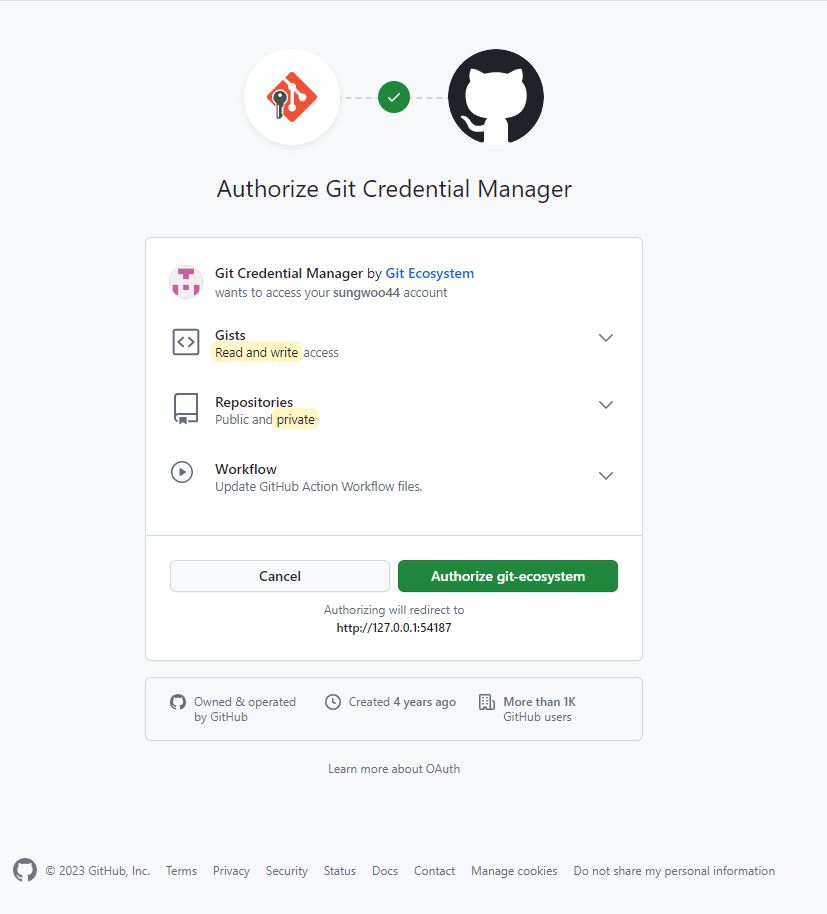 Authorize Git Credential Manager
Git Credential Manager by Git Ecosystem
wants to access your sungwoo44 account
Gists
Read and write access
Repositories
Public and private
Workflow
Update GitHub Action Workflow files.
Cancel
Authorize git-ecosystem
Authorizing will redirect to
http://127.0.0.1:54187
Owned & operated
by GitHub
Created 4 years ago
More than 1K
GitHub users
Learn more about OAuth
© 2023 GitHub, Inc. Terms Privacy Security Status Docs Contact Manage cookies Do not share my personal information